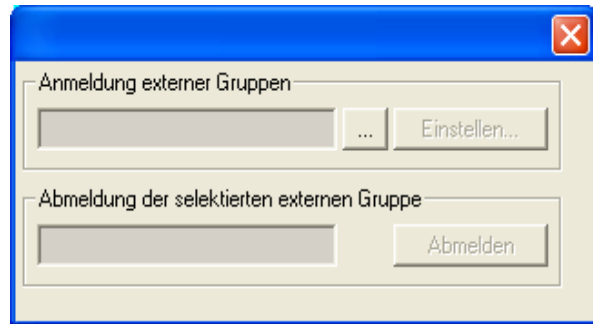 Anmeldung externer Gruppen
...
Einstellen...
Abmeldung der selektierten externen Gruppe
Abmelden